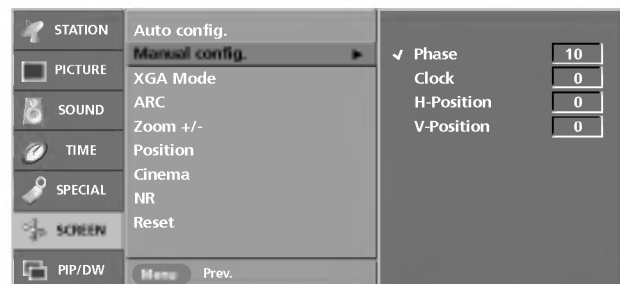 STATION
PICTURE
SOUND
TIME
SPECIAL
SCREEN
PIP/DW
Auto config.
Manual config.
XGA Mode
ARC
Zoom +/-
Position
Cinema
NR
Reset
Menu Prev.
✓ Phase 10
Clock 0
H-Position 0
V-Position 0